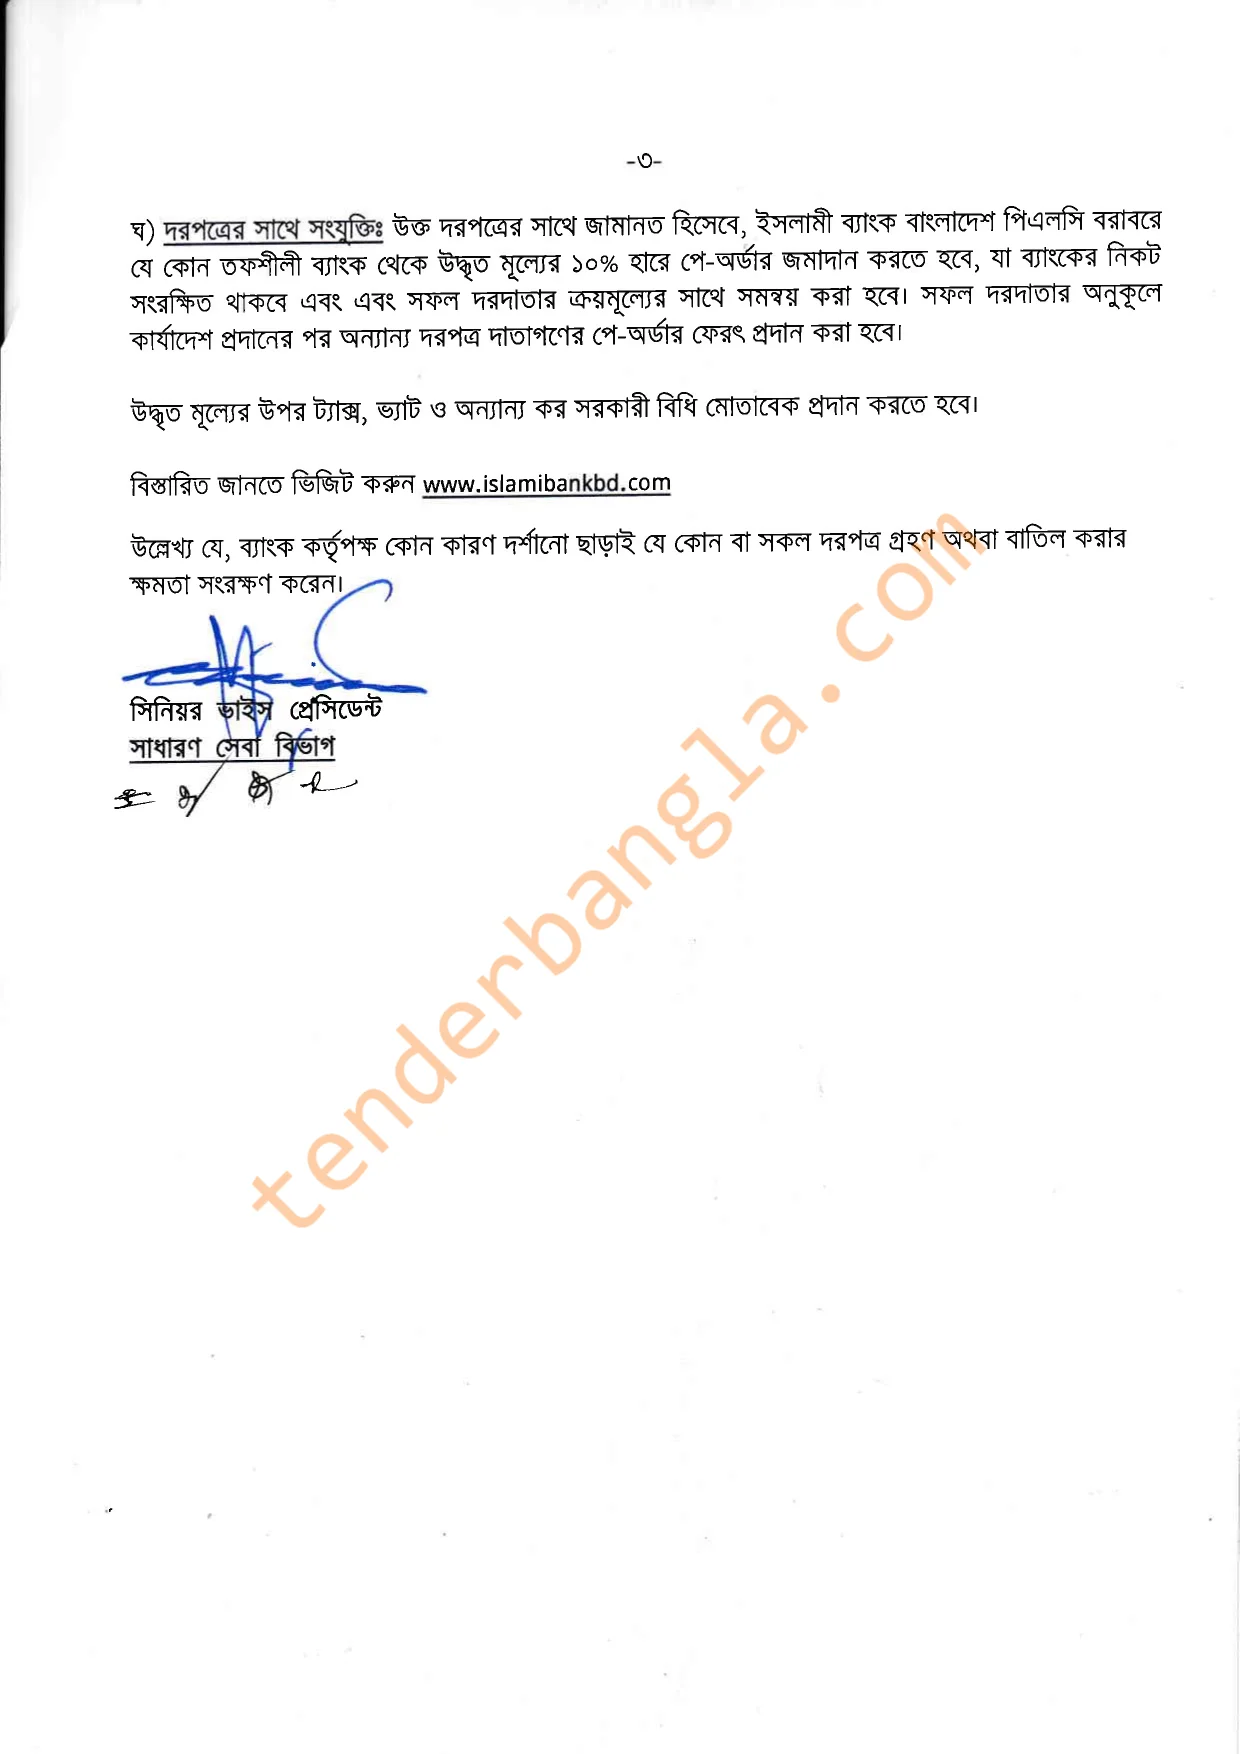 -৩-
ঘ) দরপত্রের সাথে সংযুক্তিঃ উক্ত দরপত্রের সাথে জামানত হিসেবে, ইসলামী ব্যাংক বাংলাদেশ পিএলসি বরাবরে
যে কোন তফশীলী ব্যাংক থেকে উদ্ধৃত মূল্যের ১০% হারে পে-অর্ডার জমাদান করতে হবে, যা ব্যাংকের নিকট
সংরক্ষিত থাকবে এবং এবং সফল দরদাতার ক্রয়মূল্যের সাথে সমন্বয় করা হবে। সফল দরদাতার অনুকূলে
কার্যাদেশ প্রদানের পর অন্যান্য দরপত্র দাতাগণের পে-অর্ডার ফেরৎ প্রদান করা হবে।
উদ্ধৃত মূল্যের উপর ট্যাক্স, ভ্যাট ও অন্যান্য কর সরকারী বিধি মোতাবেক প্রদান করতে হবে।
বিস্তারিত জানতে ভিজিট করুন www.islamibankbd.com
উল্লেখ্য যে, ব্যাংক কর্তৃপক্ষ কোন কারণ দর্শানো ছাড়াই যে কোন বা সকল দরপত্র গ্রহণ অথবা বাতিল করার
ক্ষমতা সংরক্ষণ করেন।
সিনিয়র ভাইস প্রেসিডেন্ট
সাধারণ সেবা বিভাগ
tenderbangla.com